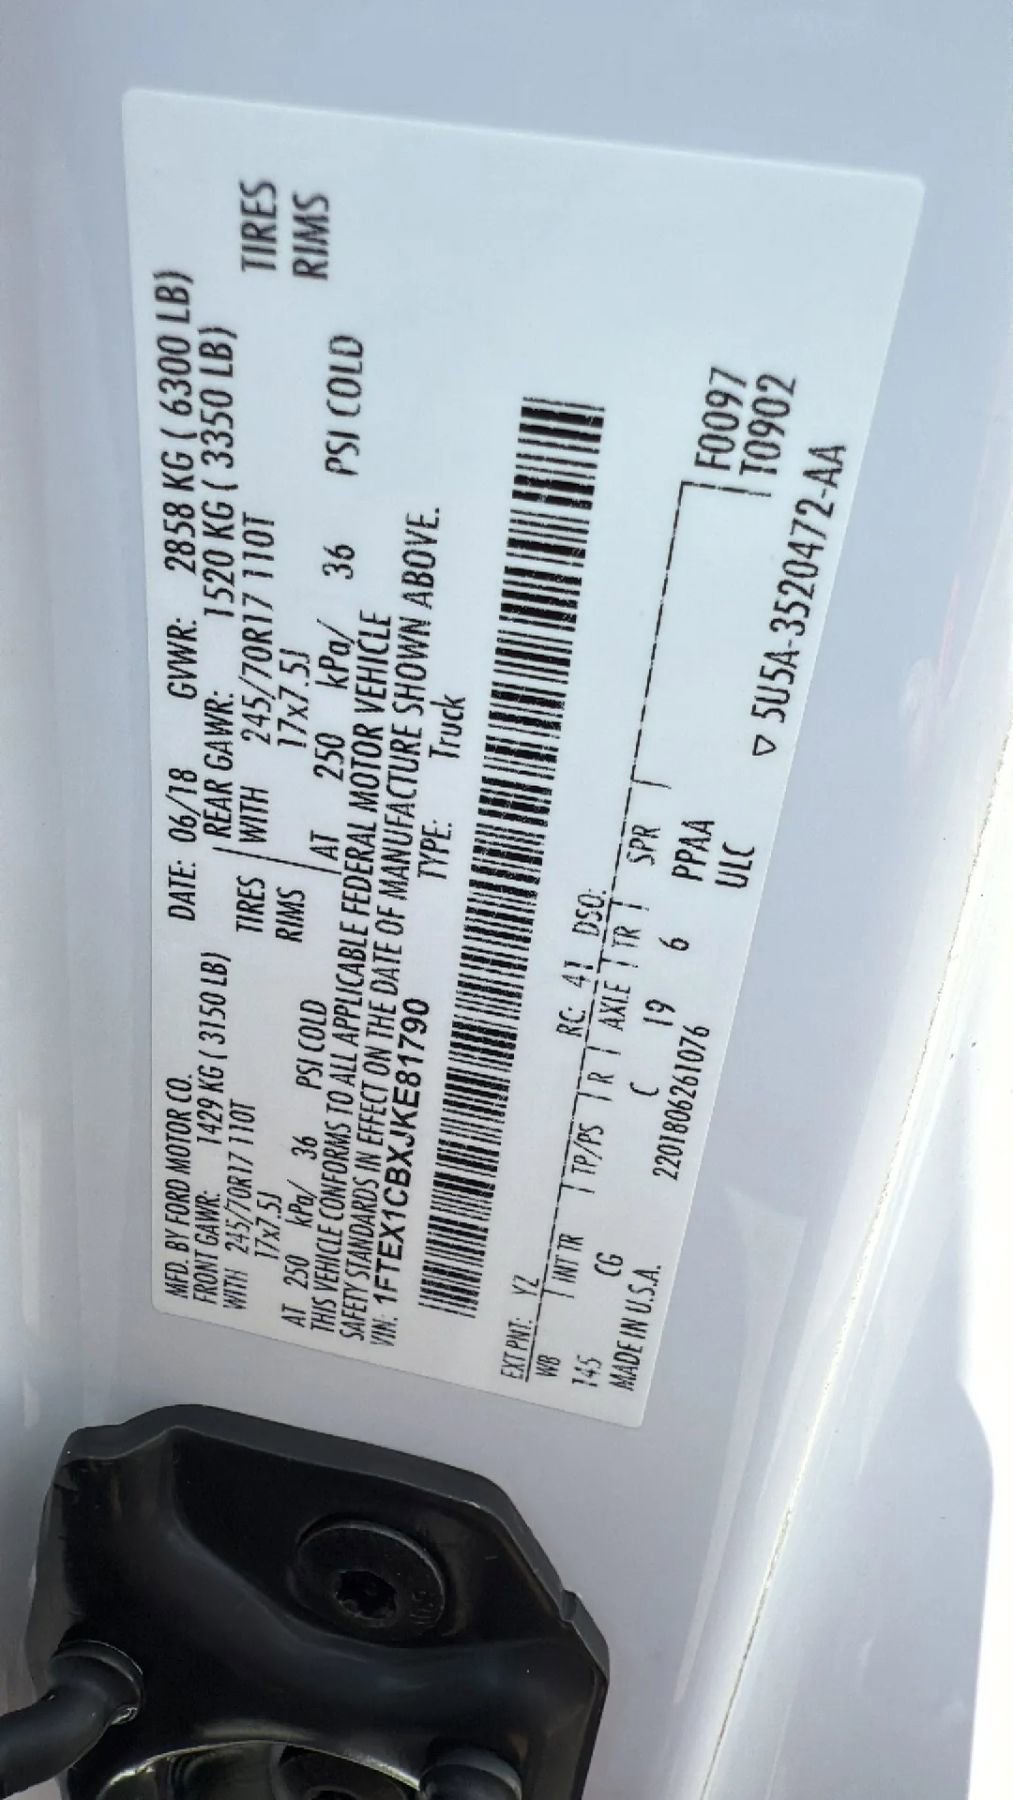 MFD. BY FORD MOTOR CO. DATE: 06/18 GVWR: 2858 KG ( 6300 LB)
FRONT GAWR: 1429 KG ( 3150 LB) REAR GAWR: 1520 KG ( 3350 LB)
WITH 245/70R17 110T TIRES WITH 245/70R17 110T TIRES
17x7.5J RIMS 17x7.5J RIMS
AT 250 kPa/ 36 PSI COLD AT 250 kPa/ 36 PSI COLD
THIS VEHICLE CONFORMS TO ALL APPLICABLE FEDERAL MOTOR VEHICLE
SAFETY STANDARDS IN EFFECT ON THE DATE OF MANUFACTURE SHOWN ABOVE.
VIN: 1FTEX1CBXJKE81790 TYPE: Truck
EXT PNT: YZ RC: 41 DSO:
WB INT TR TP/PS R AXLE TR SPR F0097
145 CG C 19 6 PPAA T0902
MADE IN U.S.A. 2201806261076 ULC
▽ 5U5A-3520472-AA